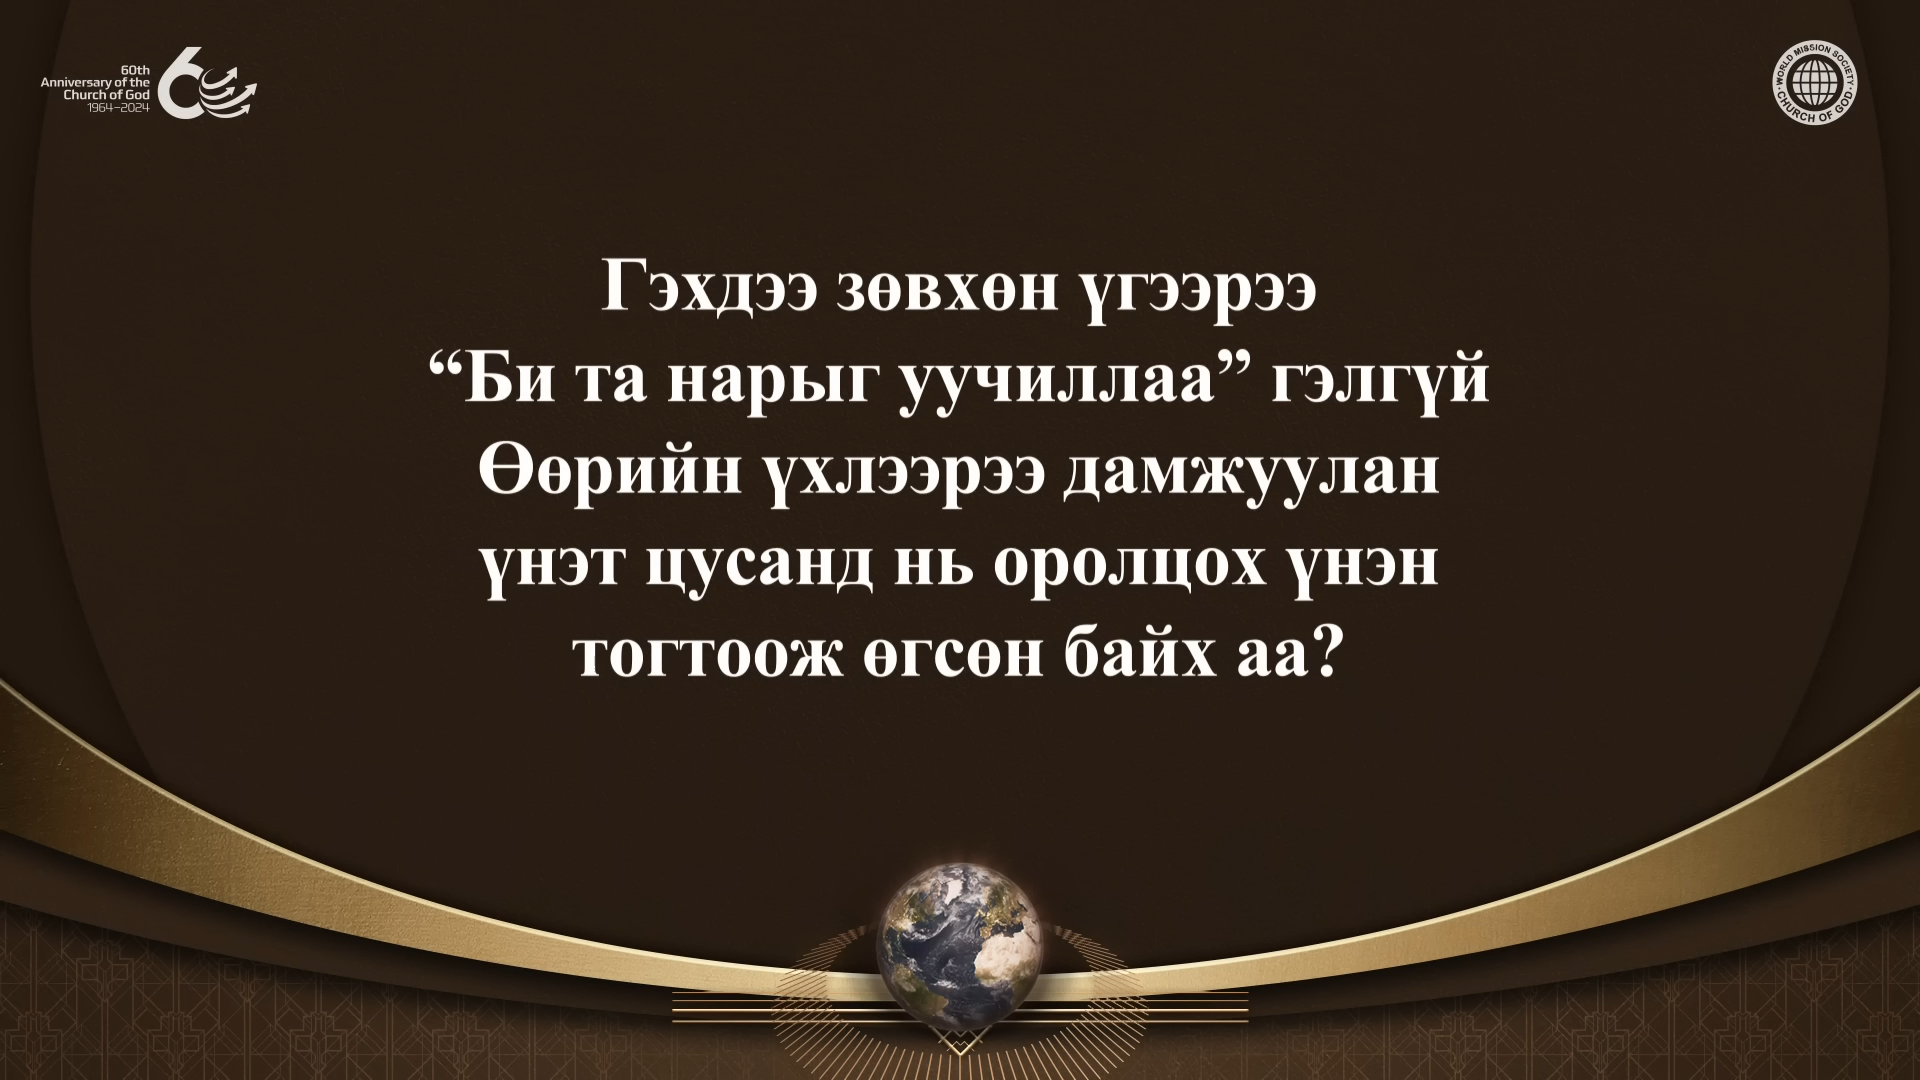 60th
Anniversary of the
Church of God
1964–2024
60
WORLD MISSION SOCIETY
CHURCH OF GOD
Гэхдээ зөвхөн үгээрээ
“Би та нарыг уучиллаа” гэлгүй
Өөрийн үхлээрээ дамжуулан
үнэт цусанд нь оролцох үнэн
тогтоож өгсөн байх аа?